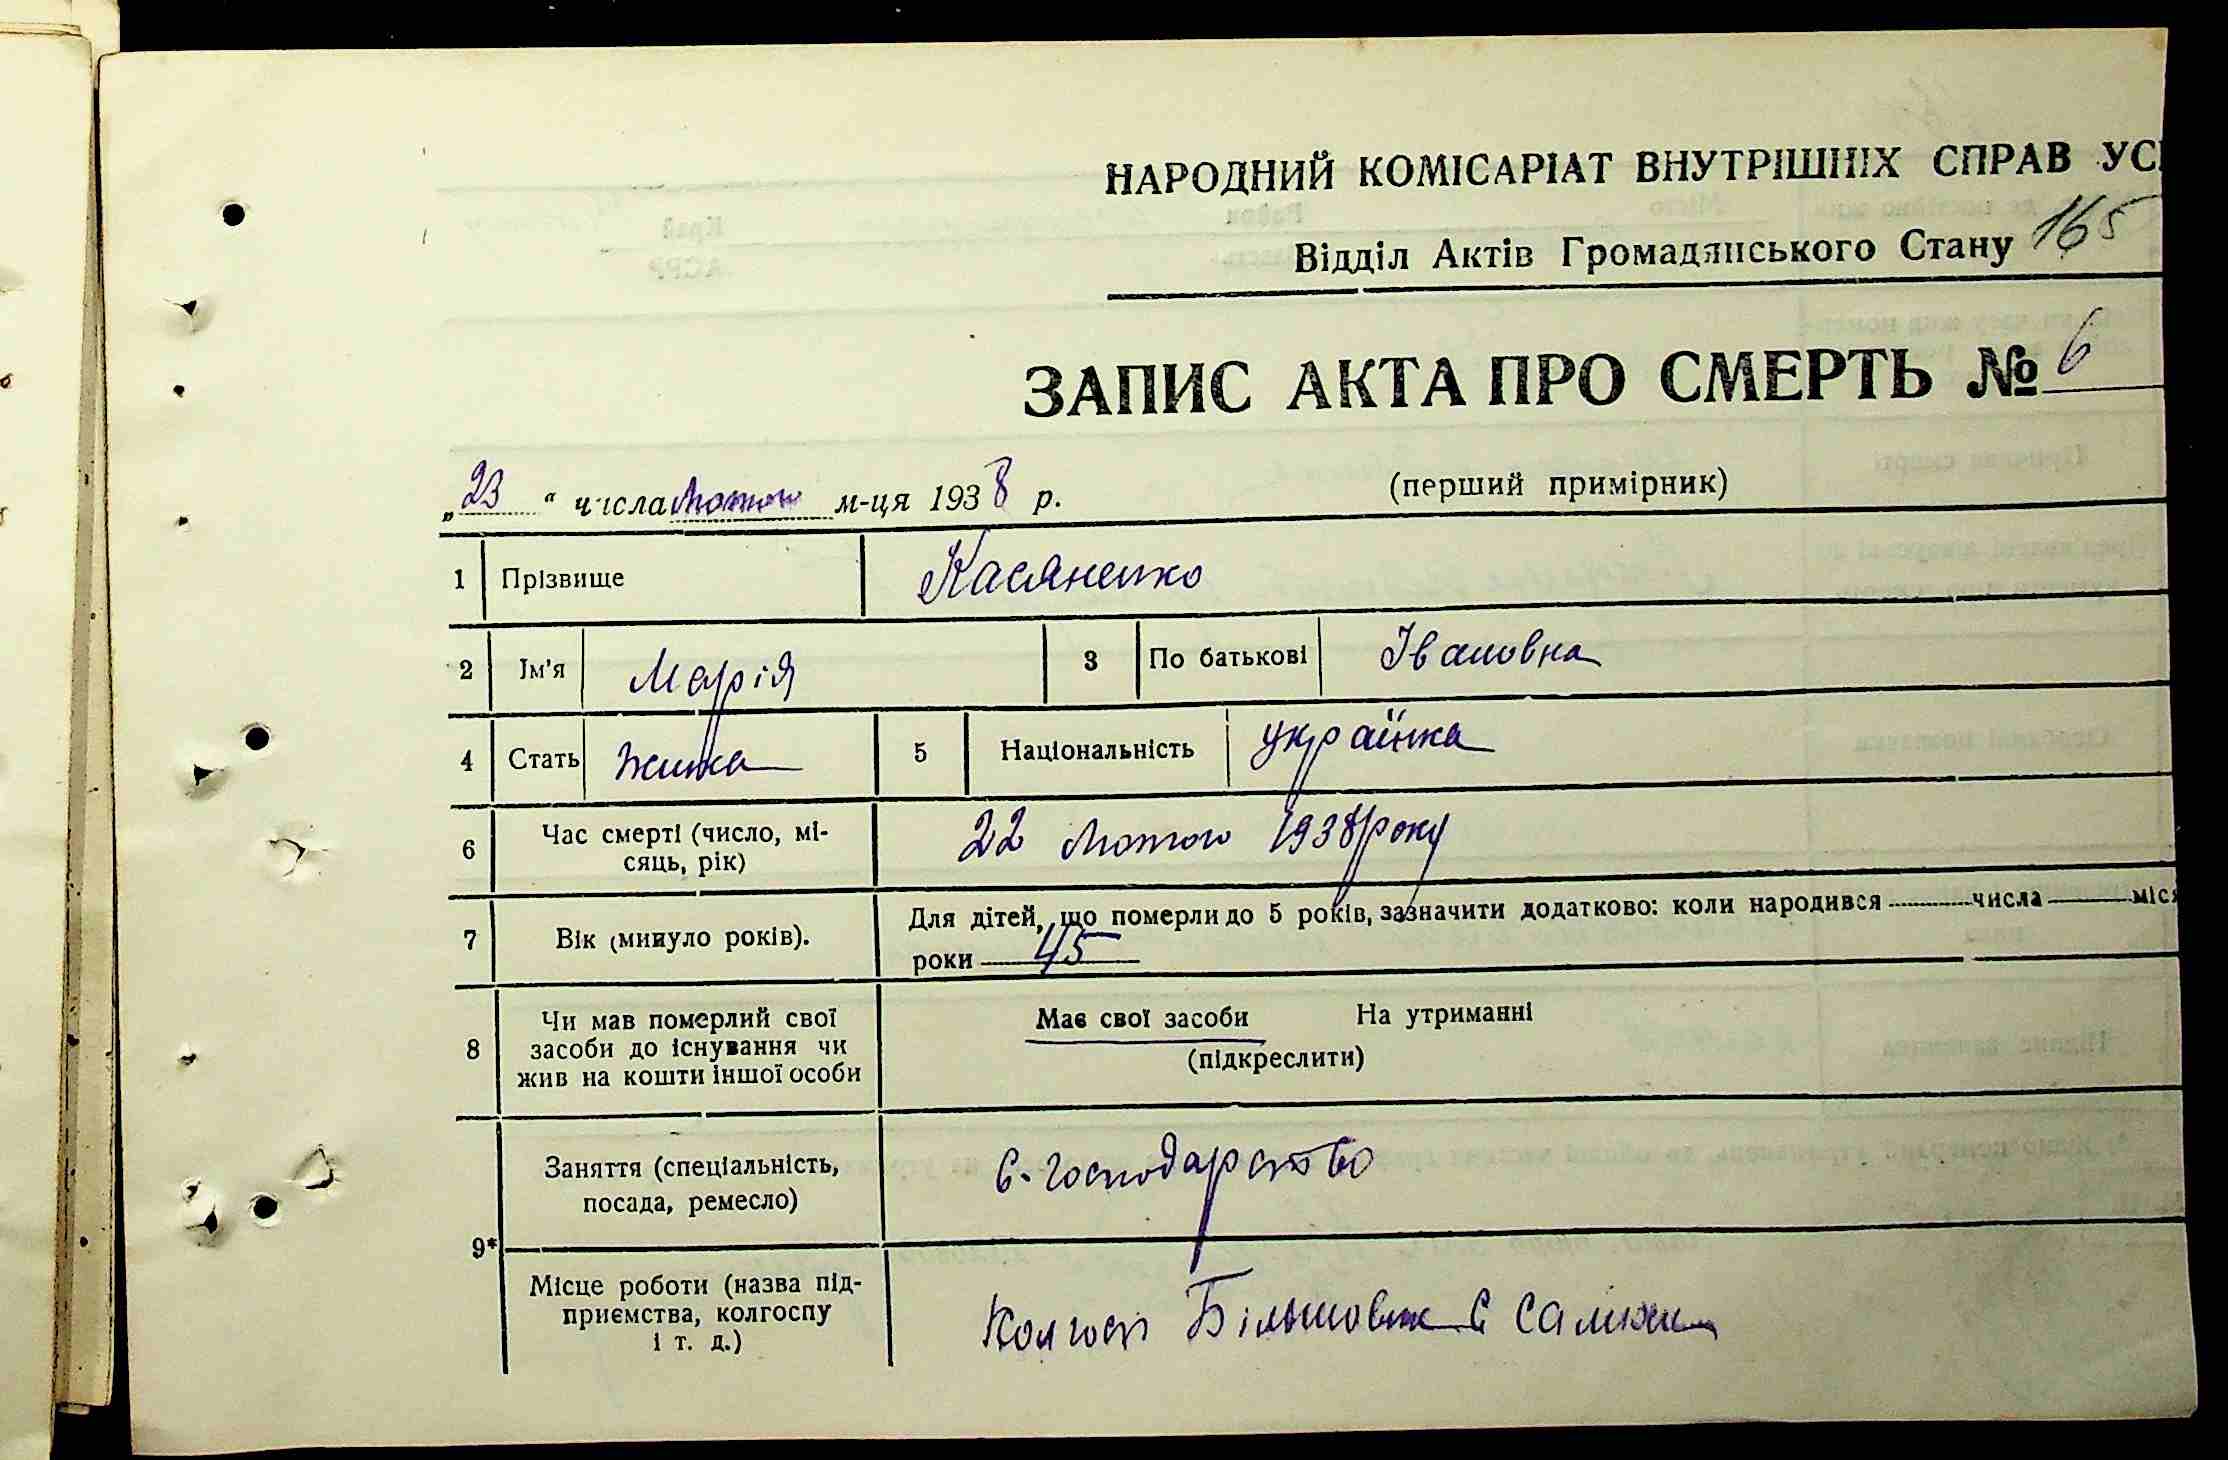 НАРОДНИЙ КОМІСАРІАТ ВНУТРІШНІХ СПРАВ УС
Відділ Актів Громадянського Стану 165
ЗАПИС АКТА ПРО СМЕРТЬ № 6
„23“ числа лютого м-ця 1938 р. (перший примірник)
1 Прізвище Касяненко
2 Ім'я Марія 3 По батькові Івановна
4 Стать жінка 5 Національність українка
6 Час смерті (число, мі-
сяць, рік) 22 лютого 1938 року
7 Вік (минуло років). Для дітей, що померли до 5 років, зазначити додатково: коли народився числа міся
роки 45
8 Чи мав померлий свої
засоби до існування чи
жив на кошти іншої особи
Має свої засоби На утриманні
(підкреслити)
9*
Заняття (спеціальність,
посада, ремесло) с.-господарство
Місце роботи (назва під-
приємства, колгоспу
і т. д.) Колгосп Більшовик с